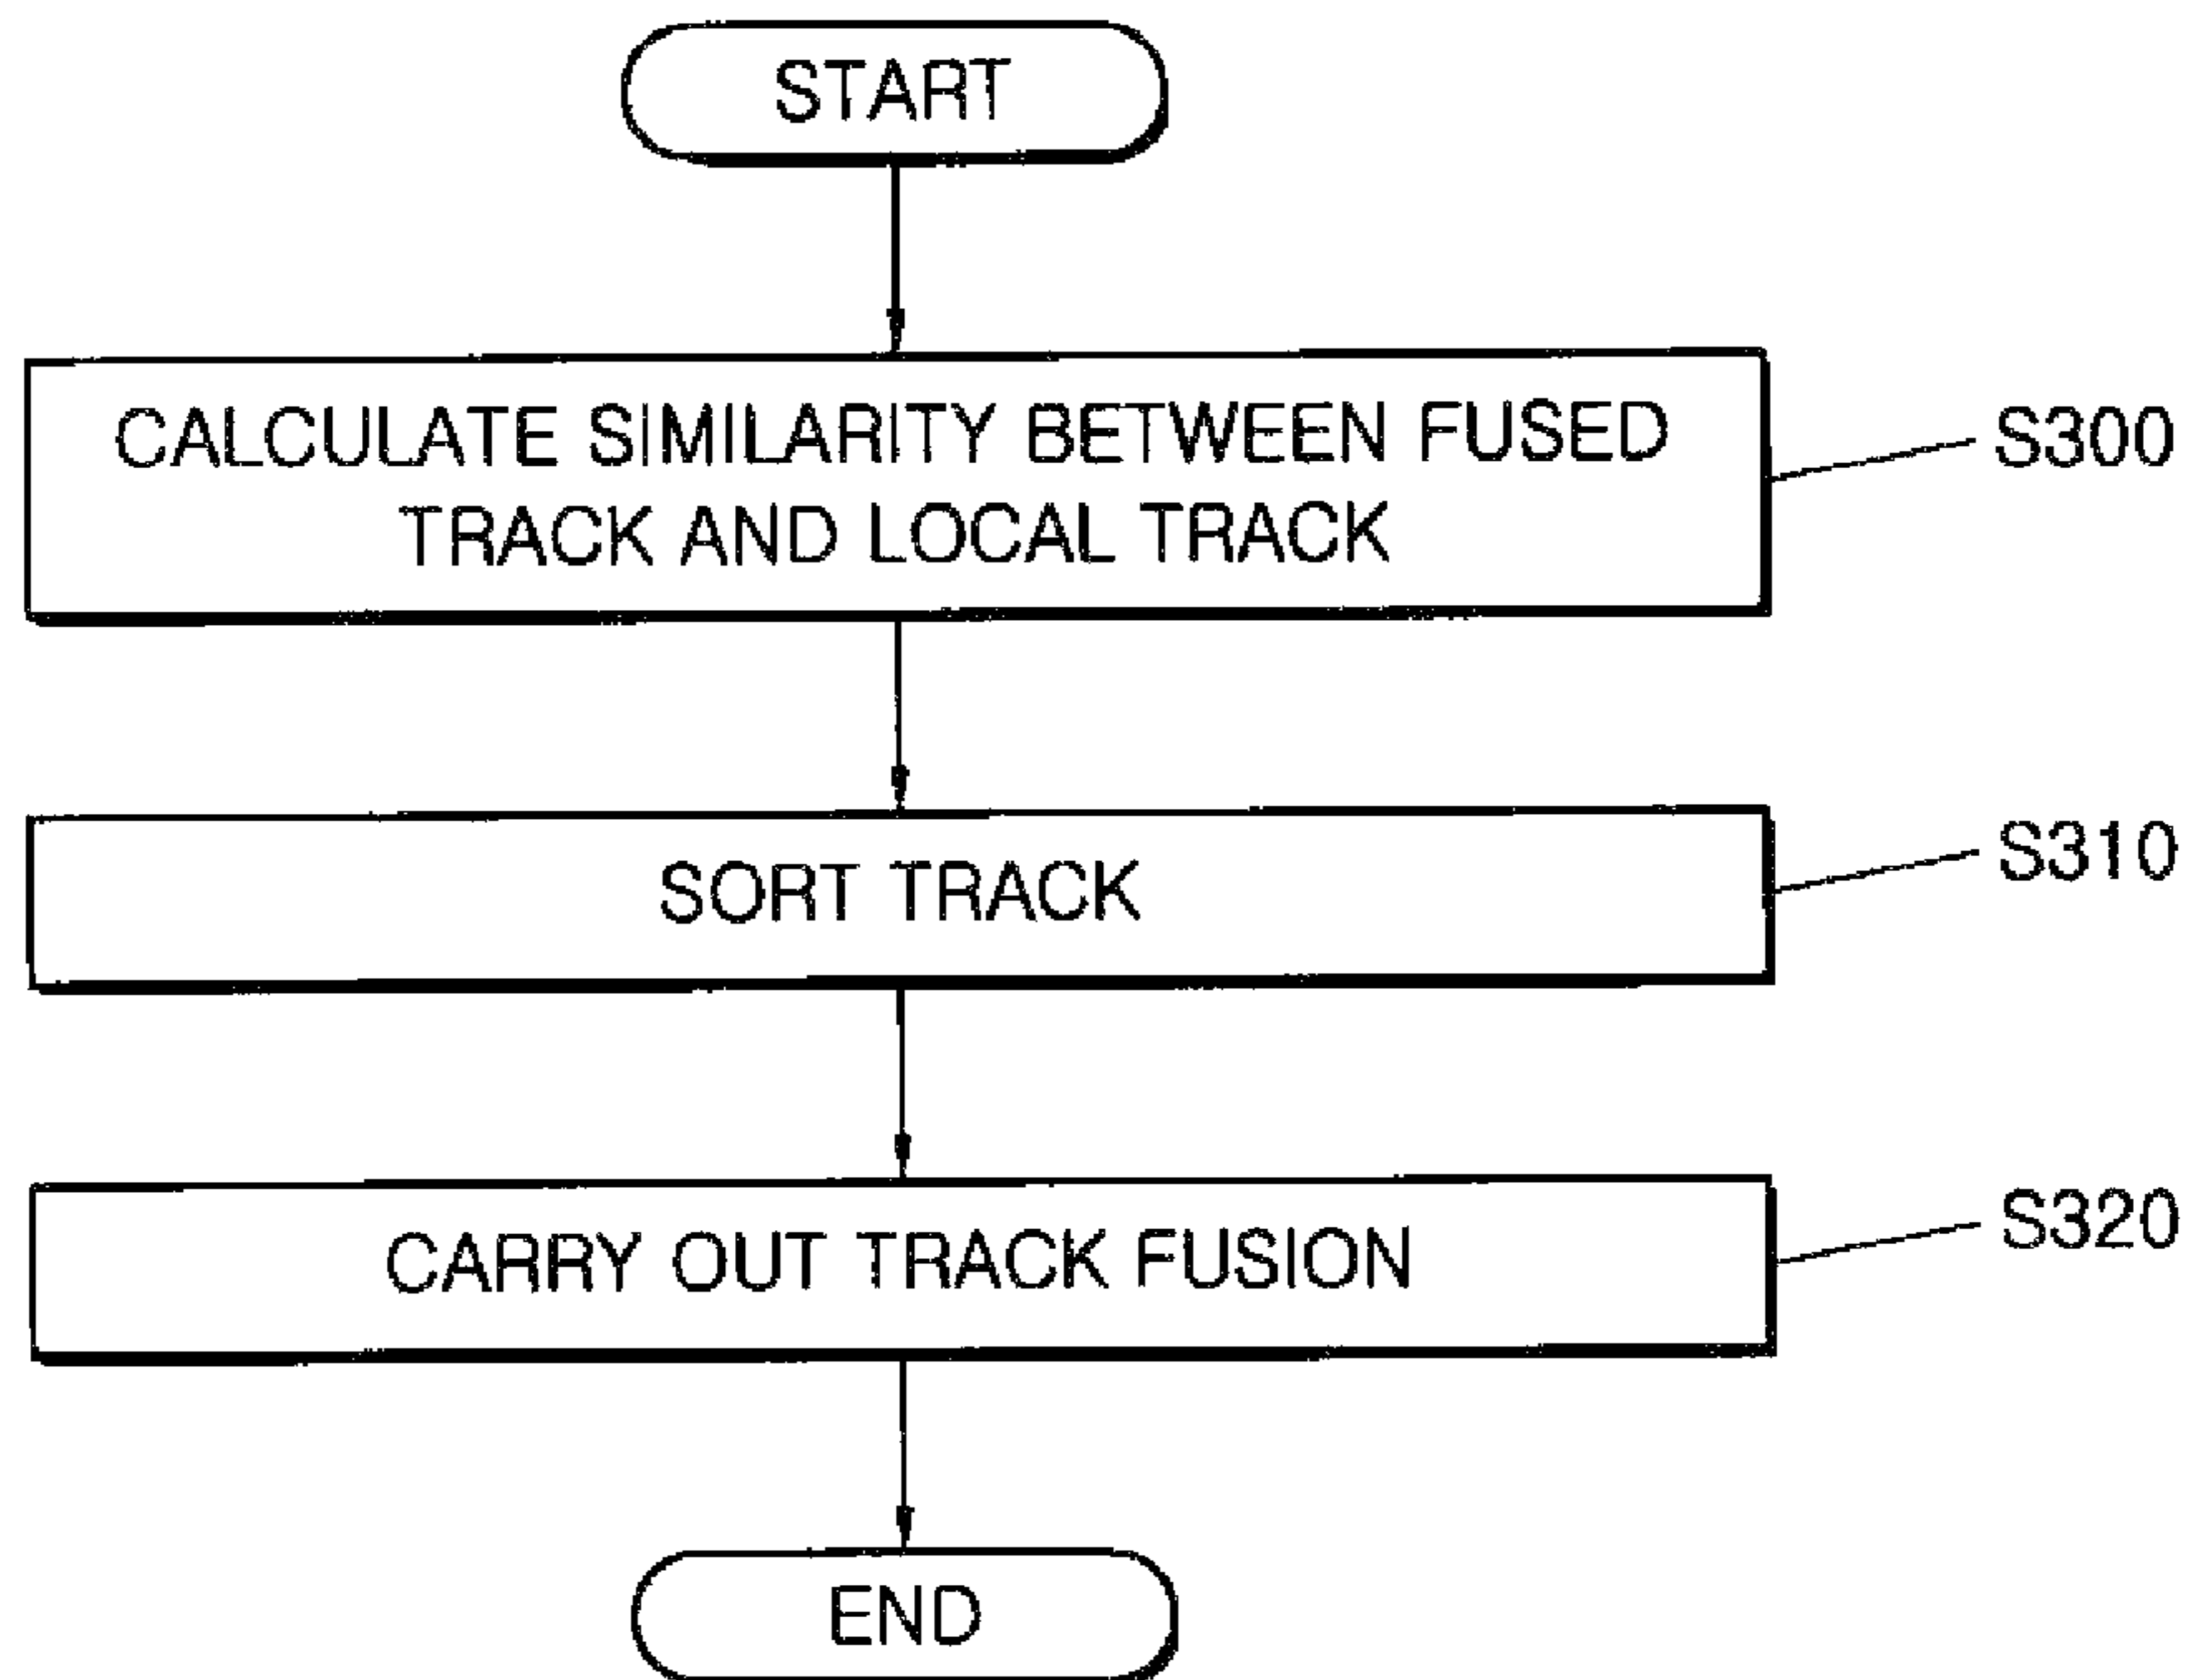 START
CALCULATE SIMILARITY BETWEEN FUSED
TRACK AND LOCAL TRACK
S300
SORT TRACK
S310
CARRY OUT TRACK FUSION
S320
END